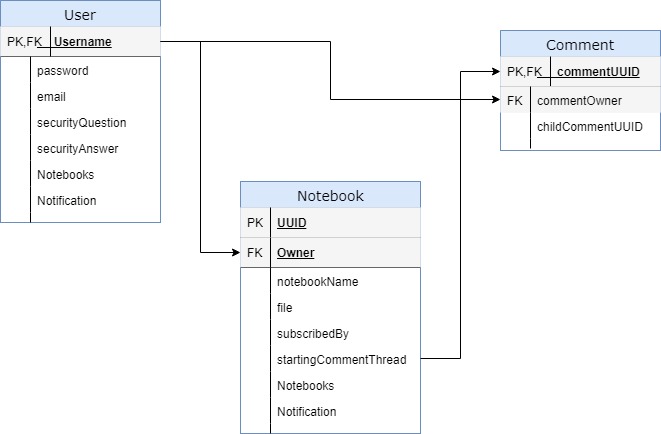 User
PK,FK Username
password
email
securityQuestion
securityAnswer
Notebooks
Notification
Comment
PK,FK commentUUID
FK commentOwner
childCommentUUID
Notebook
PK UUID
FK Owner
notebookName
file
subscribedBy
startingCommentThread
Notebooks
Notification